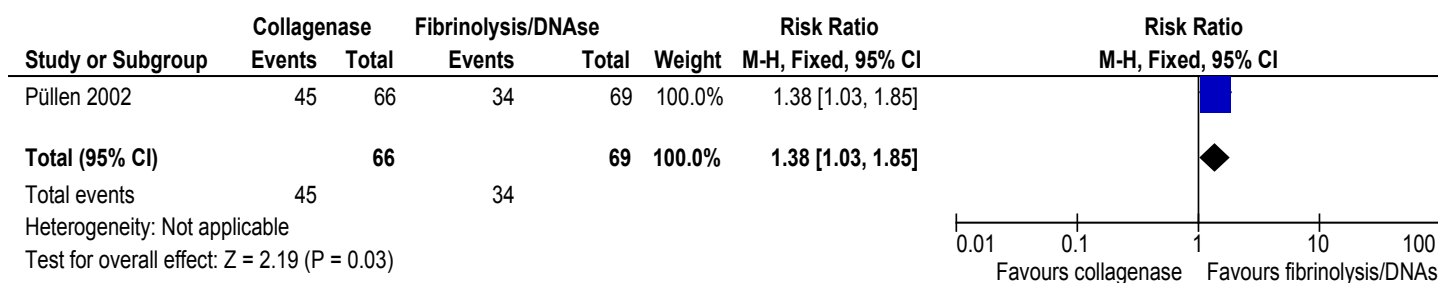 Collagenase Fibrinolysis/DNAse Risk Ratio Risk Ratio
Study or Subgroup Events Total Events Total Weight M-H, Fixed, 95% CI M-H, Fixed, 95% CI
Püllen 2002 45 66 34 69 100.0% 1.38 [1.03, 1.85]
Total (95% CI) 66 69 100.0% 1.38 [1.03, 1.85]
Total events 45 34
Heterogeneity: Not applicable
Test for overall effect: Z = 2.19 (P = 0.03)
0.01 0.1 1 10 100
Favours collagenase Favours fibrinolysis/DNAs